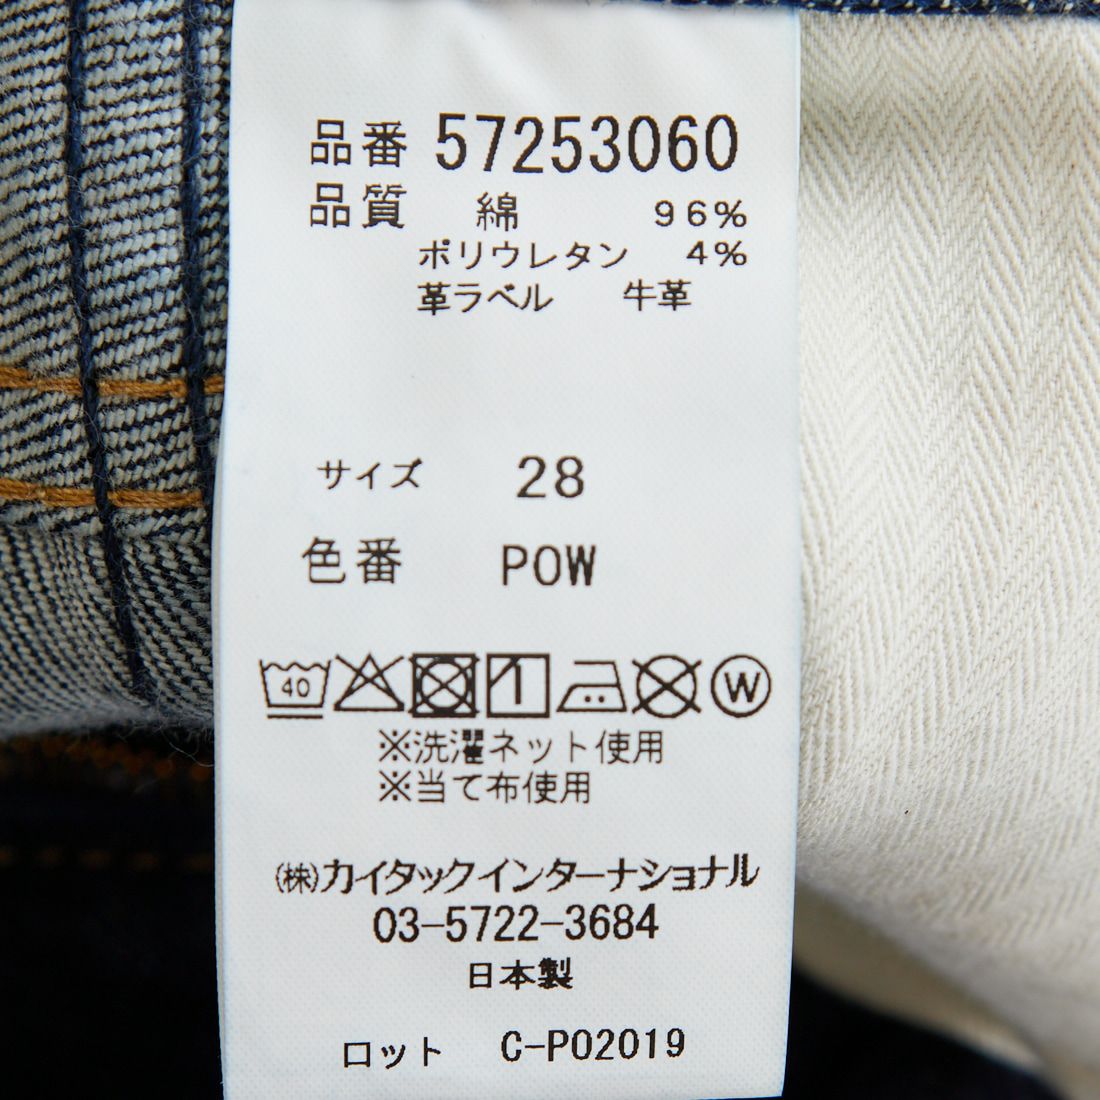 品番 57253060
品質 綿 96%
ポリウレタン 4%
革ラベル 牛革
サイズ 28
色番 POW
40 W
※洗濯ネット使用
※当て布使用
(株)カイタックインターナショナル
03-5722-3684
日本製
ロット C-P02019